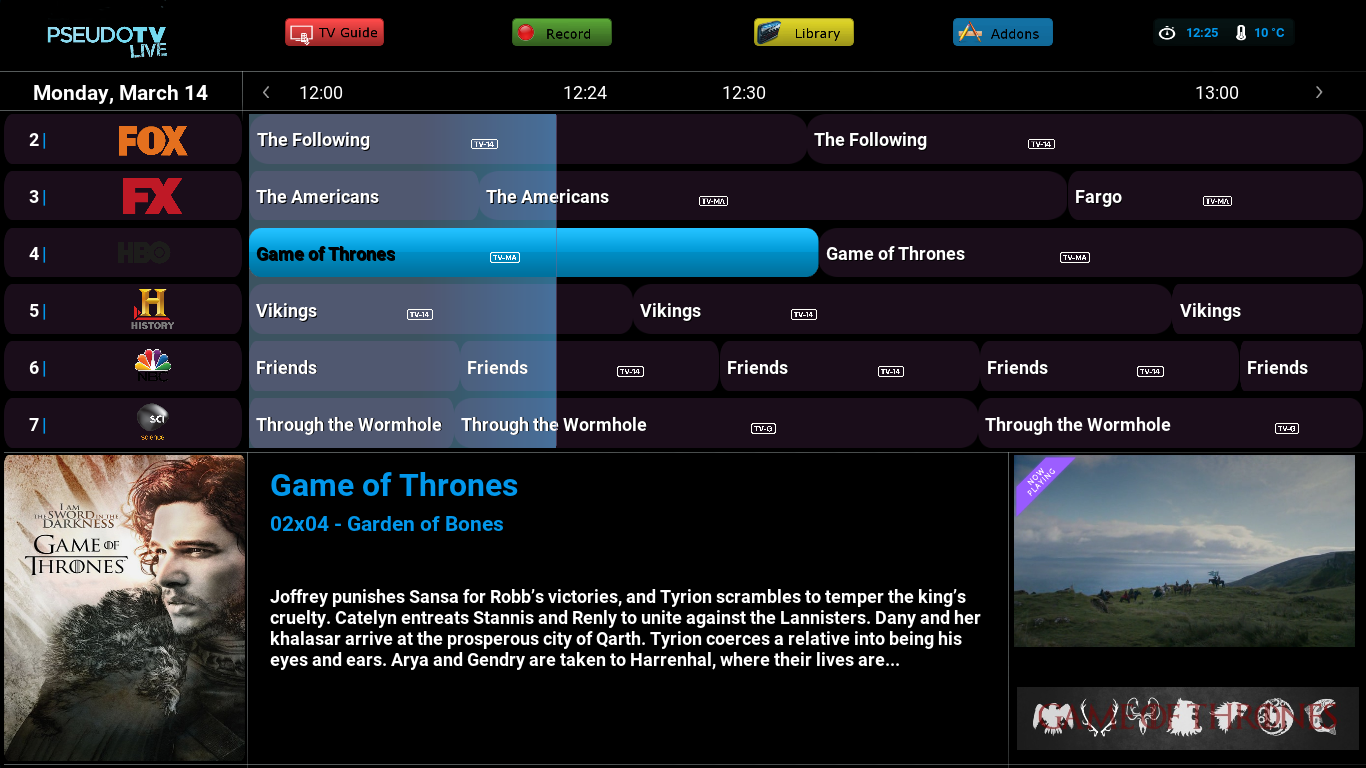 PSEUDOTV
LIVE
TV Guide
Record
Library
Addons
12:25
10 °C
Monday, March 14
12:00
12:24
12:30
13:00
2|
FOX
The Following
TV-14
The Following
TV-14
3|
FX
The Americans
The Americans
TV-MA
Fargo
TV-MA
4|
HBO
Game of Thrones
TV-MA
Game of Thrones
TV-MA
5|
H
HISTORY
Vikings
TV-14
Vikings
TV-14
Vikings
6|
NBC
Friends
Friends
TV-14
Friends
TV-14
Friends
TV-14
Friends
7|
sci
science
Through the Wormhole
Through the Wormhole
TV-G
Through the Wormhole
TV-G
I AM
THE SWORD IN THE
DARKNESS
GAME OF
THRONES
Game of Thrones
02x04 - Garden of Bones
Joffrey punishes Sansa for Robb’s victories, and Tyrion scrambles to temper the king’s
cruelty. Catelyn entreats Stannis and Renly to unite against the Lannisters. Dany and her
khalasar arrive at the prosperous city of Qarth. Tyrion coerces a relative into being his
eyes and ears. Arya and Gendry are taken to Harrenhal, where their lives are...
NOW
PLAYING
GAME OF THRONES